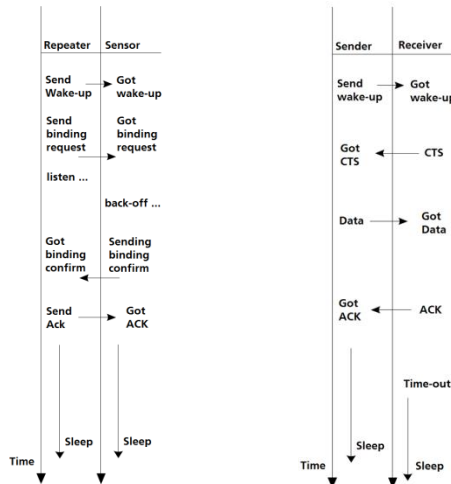 Repeater Sensor
Send Got
Wake-up wake-up
Send Got
binding binding
request request
listen ...
back-off ...
Got Sending
binding binding
confirm confirm
Send Got
Ack ACK
Sleep Sleep
Time
Sender Receiver
Send Got
wake-up wake-up
Got CTS
CTS
Data Got
Data
Got ACK
ACK
Time-out
Sleep
Time Sleep